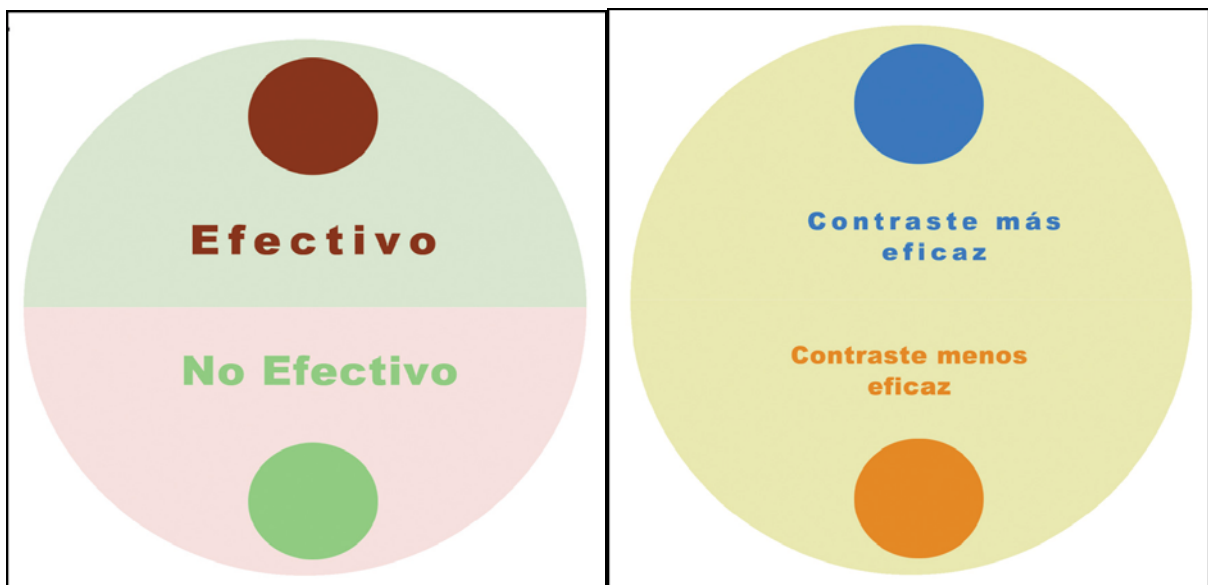 Efectivo
No Efectivo
Contraste más
eficaz
Contraste menos
eficaz